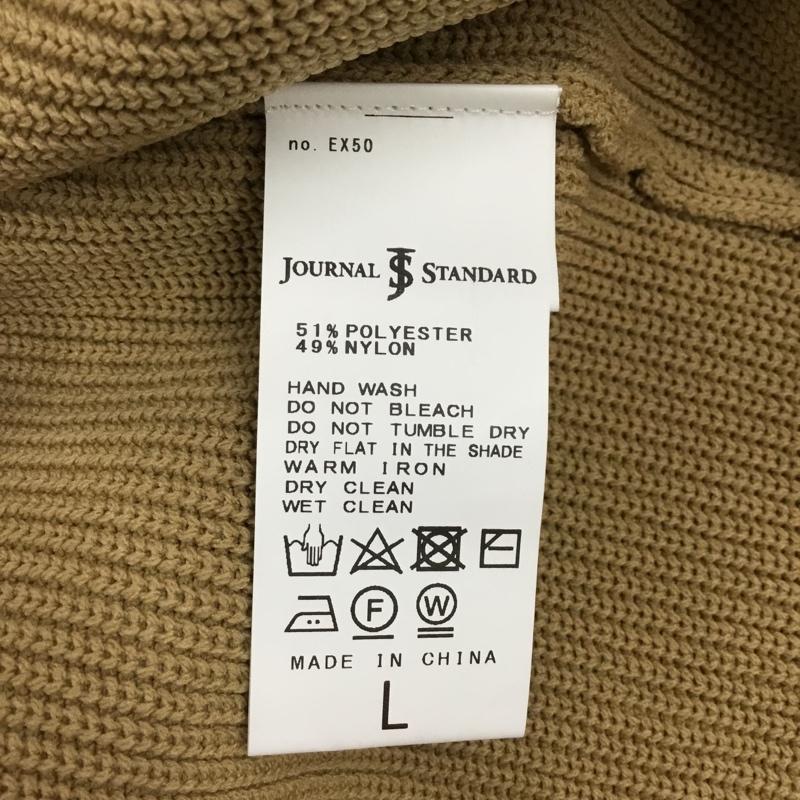 no. EX50
JOURNAL JS STANDARD
51% POLYESTER
49% NYLON
HAND WASH
DO NOT BLEACH
DO NOT TUMBLE DRY
DRY FLAT IN THE SHADE
WARM IRON
DRY CLEAN
WET CLEAN
F W
MADE IN CHINA
L